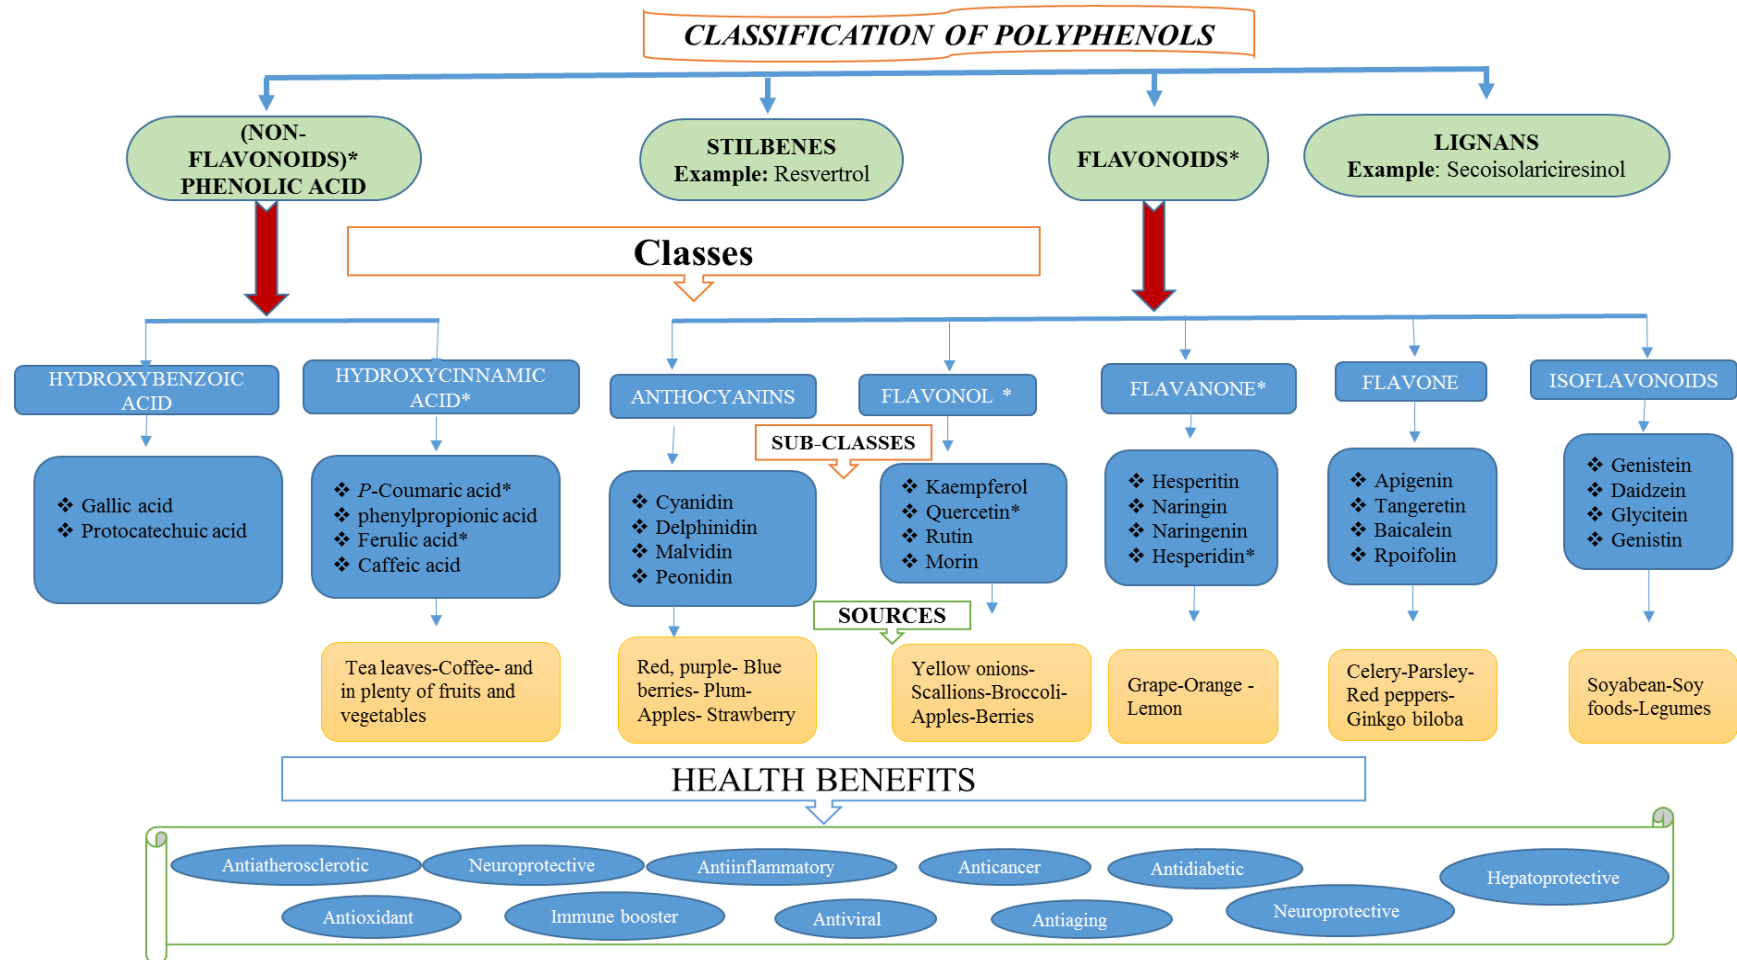 CLASSIFICATION OF POLYPHENOLS
(NON-
FLAVONOIDS)*
PHENOLIC ACID
STILBENES
Example: Resvertrol
FLAVONOIDS*
LIGNANS
Example: Secoisolariciresinol
Classes
HYDROXYBENZOIC
ACID
HYDROXYCINNAMIC
ACID*
ANTHOCYANINS
FLAVONOL *
FLAVANONE*
FLAVONE
ISOFLAVONOIDS
SUB-CLASSES
❖ Gallic acid
❖ Protocatechuic acid
❖ P-Coumaric acid*
❖ phenylpropionic acid
❖ Ferulic acid*
❖ Caffeic acid
❖ Cyanidin
❖ Delphinidin
❖ Malvidin
❖ Peonidin
❖ Kaempferol
❖ Quercetin*
❖ Rutin
❖ Morin
❖ Hesperitin
❖ Naringin
❖ Naringenin
❖ Hesperidin*
❖ Apigenin
❖ Tangeretin
❖ Baicalein
❖ Rpoifolin
❖ Genistein
❖ Daidzein
❖ Glycitein
❖ Genistin
SOURCES
Tea leaves-Coffee- and
in plenty of fruits and
vegetables
Red, purple- Blue
berries- Plum-
Apples- Strawberry
Yellow onions-
Scallions-Broccoli-
Apples-Berries
Grape-Orange -
Lemon
Celery-Parsley-
Red peppers-
Ginkgo biloba
Soyabean-Soy
foods-Legumes
HEALTH BENEFITS
Antiatherosclerotic
Neuroprotective
Antiinflammatory
Anticancer
Antidiabetic
Hepatoprotective
Antioxidant
Immune booster
Antiviral
Antiaging
Neuroprotective